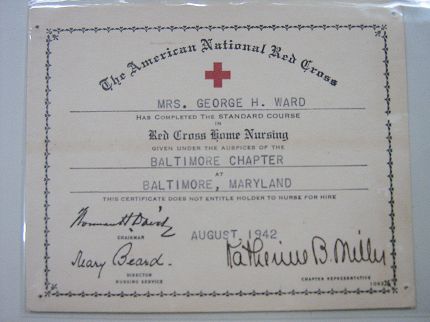 The American National Red Cross
MRS. GEORGE H. WARD
HAS COMPLETED THE STANDARD COURSE
IN
Red Cross Home Nursing
GIVEN UNDER THE AUSPICES OF THE
BALTIMORE CHAPTER
AT
BALTIMORE, MARYLAND
THIS CERTIFICATE DOES NOT ENTITLE HOLDER TO NURSE FOR HIRE
Norman H Davis
CHAIRMAN
AUGUST, 1942
Mary Beard.
Katherine B. Miller
DIRECTOR
NURSING SERVICE
CHAPTER REPRESENTATIVE